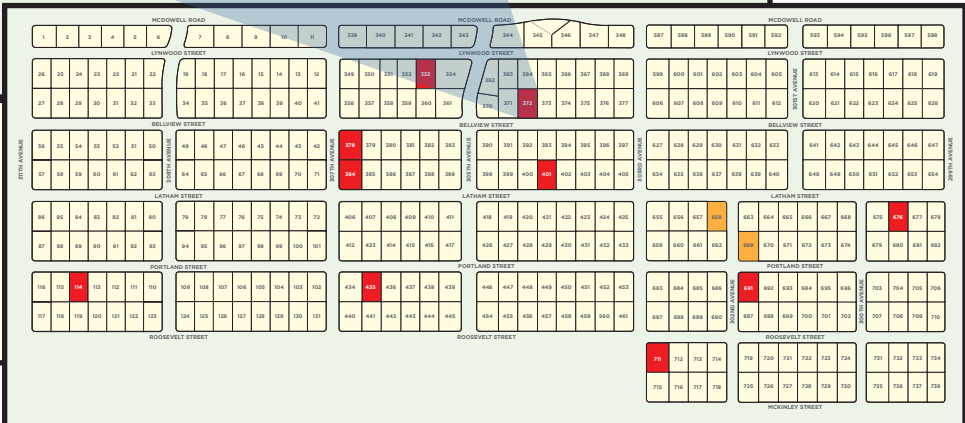 MCDOWELL ROAD MCDOWELL ROAD MCDOWELL ROAD
1 2 3 4 5 6 7 8 9 10 11 338 340 341 342 343 344 345 346 347 348 587 588 589 590 591 592 593 594 595 596 597 598
LYNWOOD STREET LYNWOOD STREET LYNWOOD STREET
26 25 24 23 22 21 22 19 18 17 16 15 14 13 12 349 350 351 352 353 354 362 363 364 365 366 367 368 369 599 600 601 602 603 604 605 613 614 615 616 617 618 619
27 28 29 30 31 32 33 34 35 36 37 38 39 40 41 356 357 358 359 360 361 370 371 372 373 374 375 376 377 606 607 608 609 610 611 612 620 621 622 623 624 625 626
301ST AVENUE
BELLVIEW STREET BELLVIEW STREET BELLVIEW STREET
56 55 54 53 52 51 50 49 48 47 46 45 44 43 42 378 379 380 381 382 383 390 391 392 393 394 395 396 397 627 628 629 630 631 632 633 641 642 643 644 645 646 647
311TH AVENUE 308TH AVENUE 307TH AVENUE 305TH AVENUE 303RD AVENUE 299TH AVENUE
57 58 59 60 61 62 63 64 65 66 67 68 69 70 71 384 385 386 387 388 389 398 399 400 401 402 403 404 405 634 635 636 637 638 639 640 648 649 650 651 652 653 654
LATHAM STREET LATHAM STREET LATHAM STREET
86 85 84 83 82 81 80 79 78 77 76 75 74 73 72 406 407 408 409 410 411 418 419 420 421 422 423 424 425 655 656 657 658 663 664 665 666 667 668 675 676 677 678
87 88 89 90 91 92 93 94 95 96 97 98 99 100 101 412 423 414 415 416 417 426 427 428 429 430 431 432 433 659 660 661 662 669 670 671 672 673 674 679 680 681 682
PORTLAND STREET PORTLAND STREET PORTLAND STREET
116 115 114 113 112 111 110 109 108 107 106 105 104 103 102 434 435 436 437 438 439 446 447 448 449 450 451 452 453 683 684 685 686 691 692 693 694 695 696 703 704 705 706
302ND AVENUE 300TH AVENUE
117 118 119 120 121 122 123 124 125 126 127 128 129 130 131 440 441 442 443 444 445 454 455 456 457 458 459 560 461 687 688 689 690 697 698 699 700 701 702 707 708 709 710
ROOSEVELT STREET ROOSEVELT STREET ROOSEVELT STREET
711 712 713 714 719 720 721 722 723 724 731 732 733 734
715 716 717 718 725 726 727 728 729 730 735 736 737 738
MCKINLEY STREET